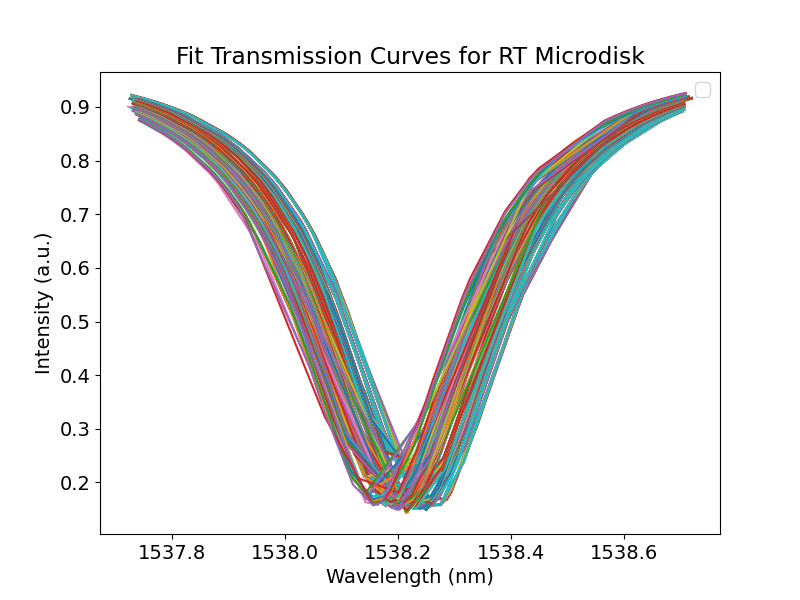 Fit Transmission Curves for RT Microdisk
0.9
0.8
0.7
0.6
0.5
0.4
0.3
0.2
Intensity (a.u.)
1537.8 1538.0 1538.2 1538.4 1538.6
Wavelength (nm)